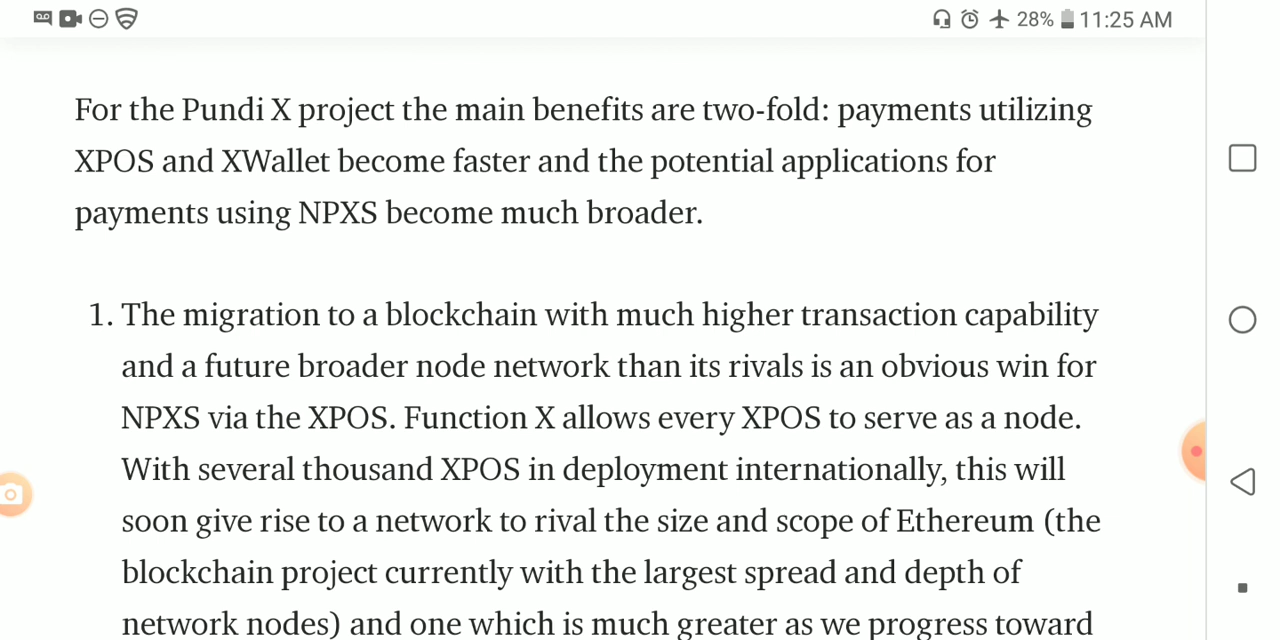 28% 11:25 AM
For the Pundi X project the main benefits are two-fold: payments utilizing
XPOS and XWallet become faster and the potential applications for
payments using NPXS become much broader.
1. The migration to a blockchain with much higher transaction capability
and a future broader node network than its rivals is an obvious win for
NPXS via the XPOS. Function X allows every XPOS to serve as a node.
With several thousand XPOS in deployment internationally, this will
soon give rise to a network to rival the size and scope of Ethereum (the
blockchain project currently with the largest spread and depth of
network nodes) and one which is much greater as we progress toward